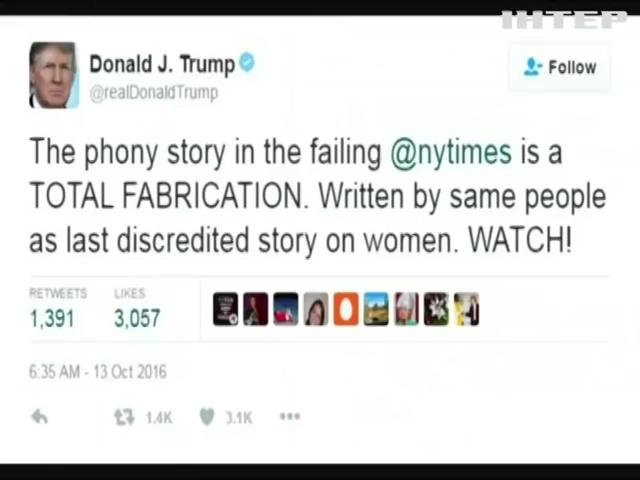 ІНТЕР
Donald J. Trump
@realDonaldTrump
Follow
The phony story in the failing @nytimes is a
TOTAL FABRICATION. Written by same people
as last discredited story on women. WATCH!
RETWEETS LIKES
1,391 3,057
6:35 AM - 13 Oct 2016
1.4K 3.1K